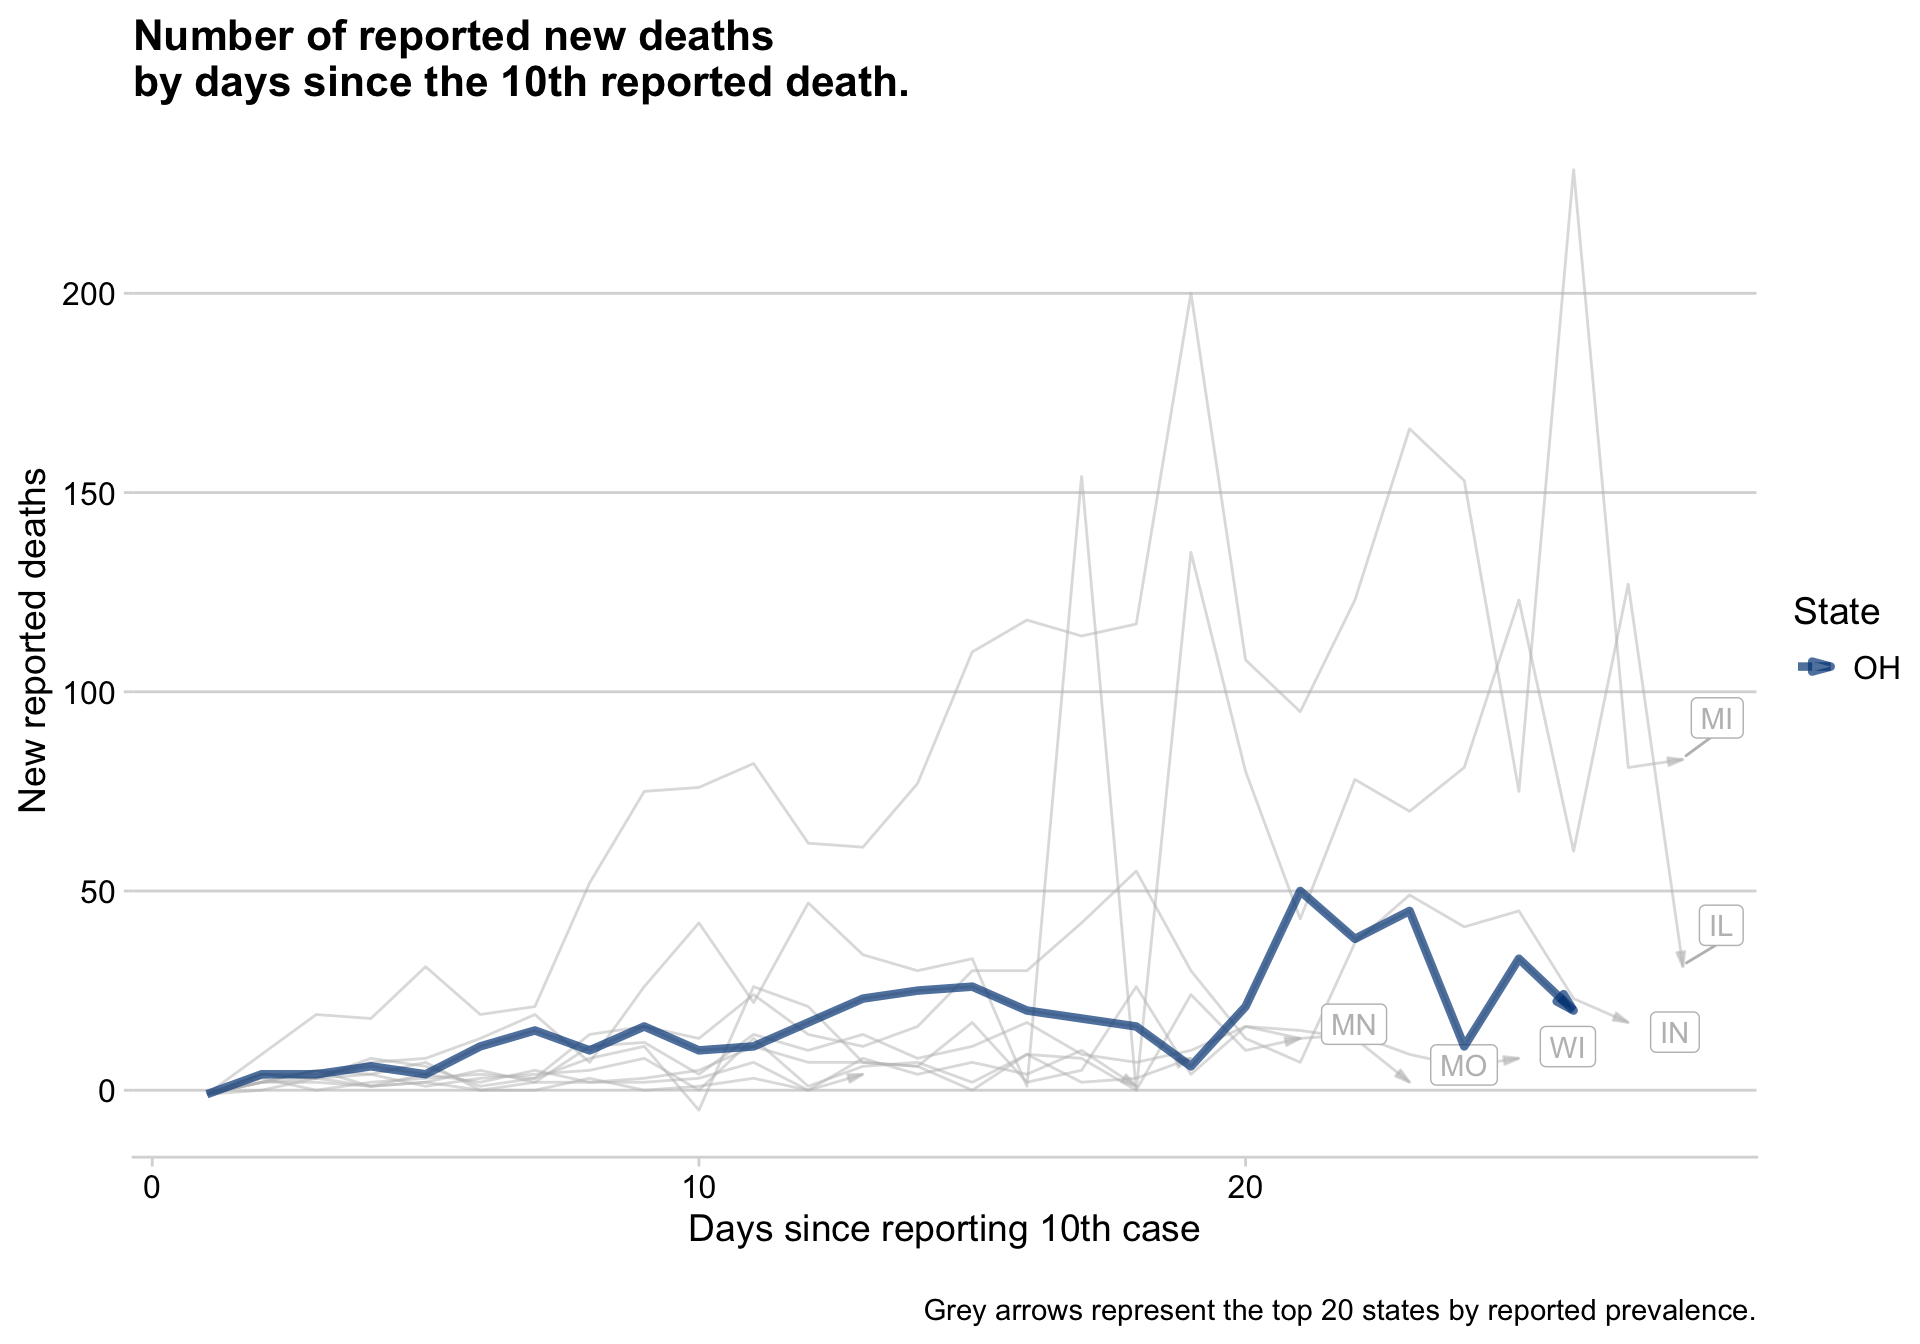 Number of reported new deaths
by days since the 10th reported death.
New reported deaths
200
150
100
50
0
0
10
20
Days since reporting 10th case
MI
IL
MN
MO
WI
IN
State
OH
Grey arrows represent the top 20 states by reported prevalence.